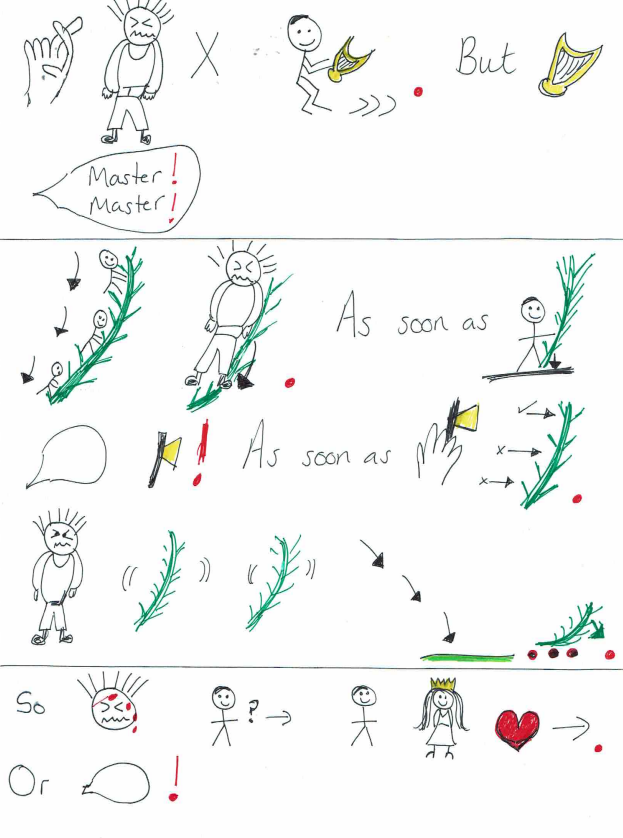 X But
Master!
Master!
As soon as
! As soon as
So ?
Or !